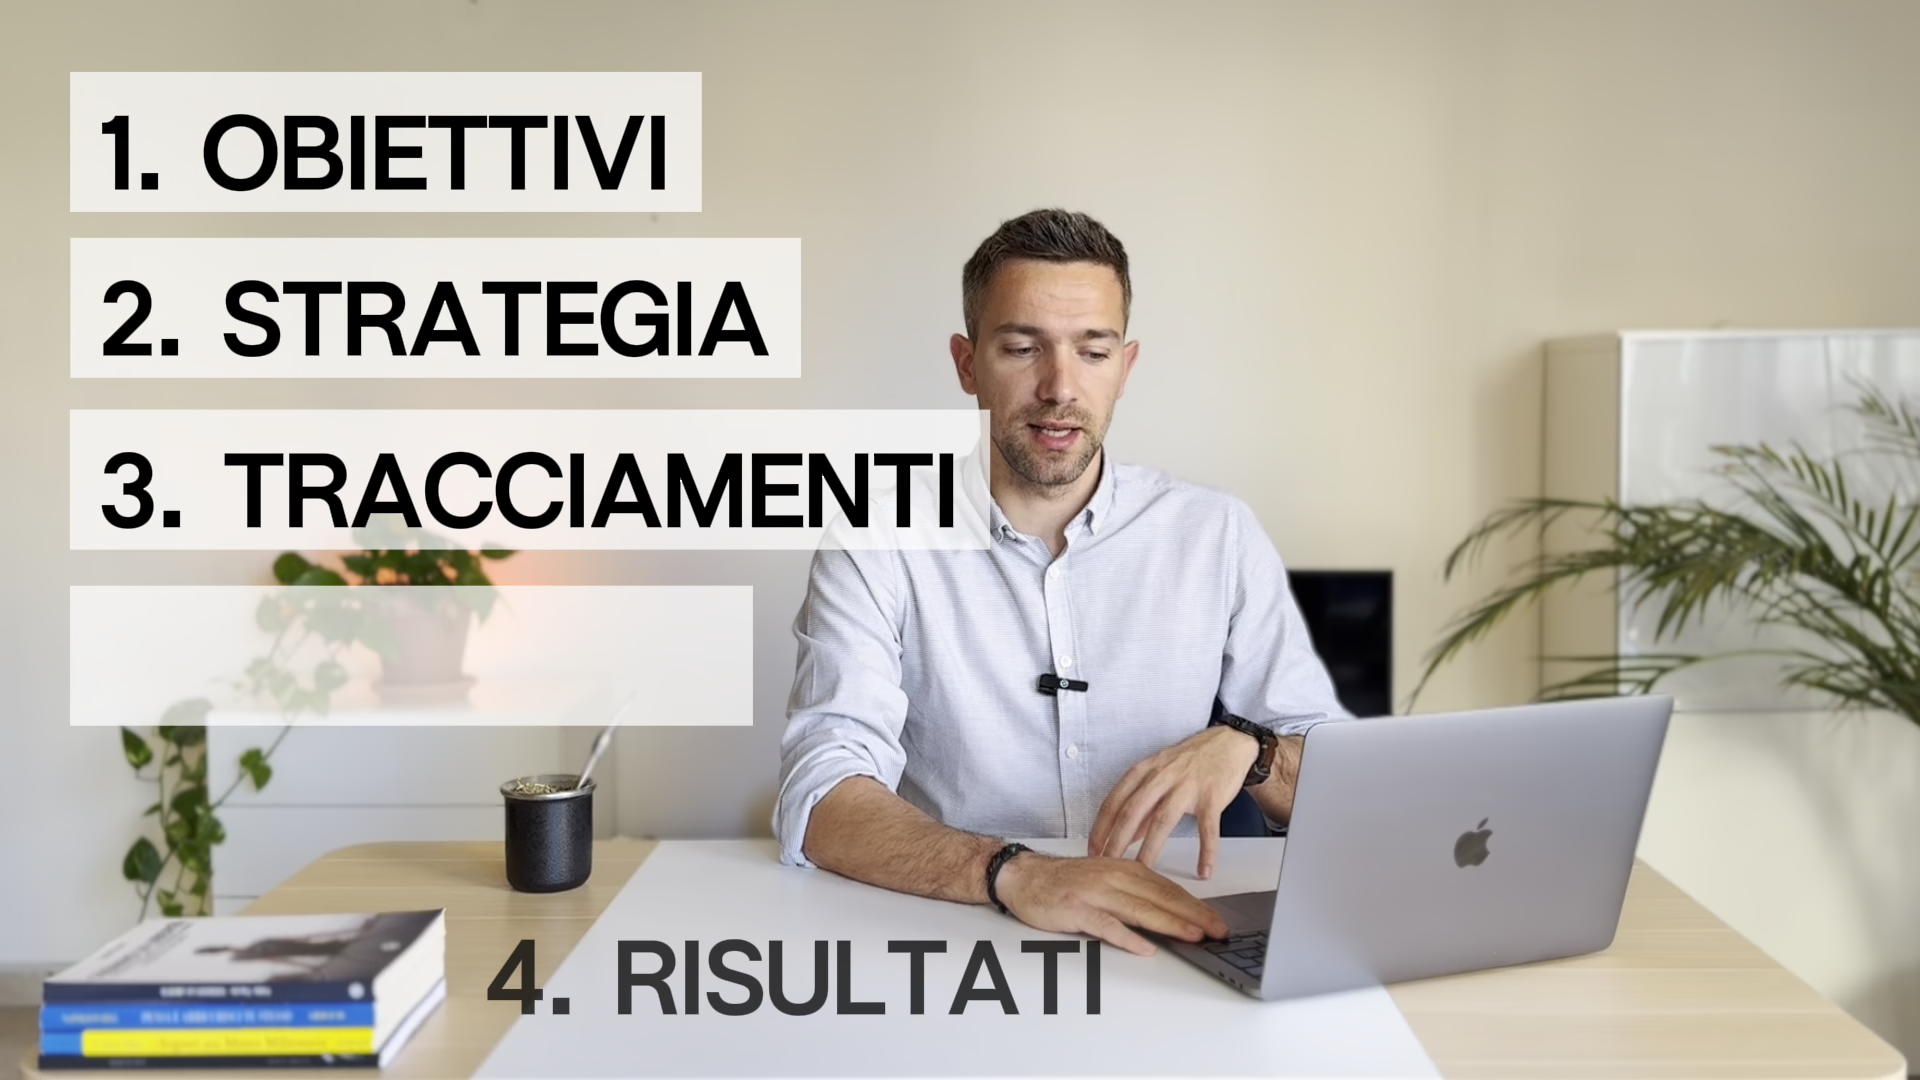 1. OBIETTIVI
2. STRATEGIA
3. TRACCIAMENTI
4. RISULTATI